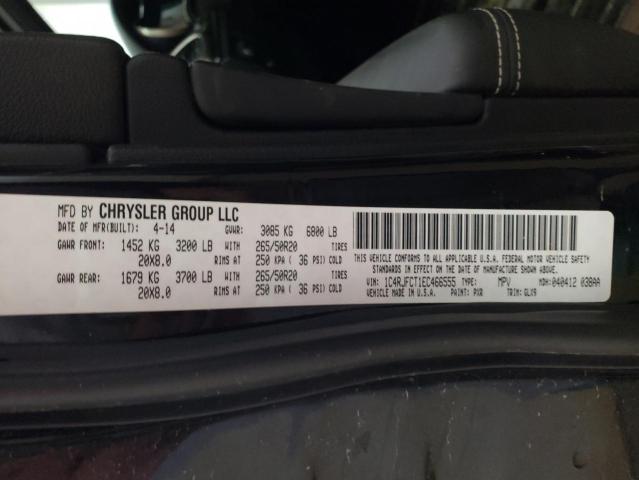 MFD BY CHRYSLER GROUP LLC
DATE OF MFR(BUILT): 4-14 GVWR: 3085 KG 6800 LB
GAWR FRONT: 1452 KG 3200 LB WITH 265/50R20 TIRES
20X8.0 RIMS AT 250 KPA ( 36 PSI) COLD
GAWR REAR: 1679 KG 3700 LB WITH 265/50R20 TIRES
20X8.0 RIMS AT 250 KPA ( 36 PSI) COLD
THIS VEHICLE CONFORMS TO ALL APPLICABLE U.S.A. FEDERAL MOTOR VEHICLE SAFETY
STANDARDS IN EFFECT ON THE DATE OF MANUFACTURE SHOWN ABOVE.
VIN: 1C4RJFCT1EC466555 TYPE: MPV MDH: 040412 038AA
VEHICLE MADE IN U.S.A. PAINT: PXR TRIM: GLX9